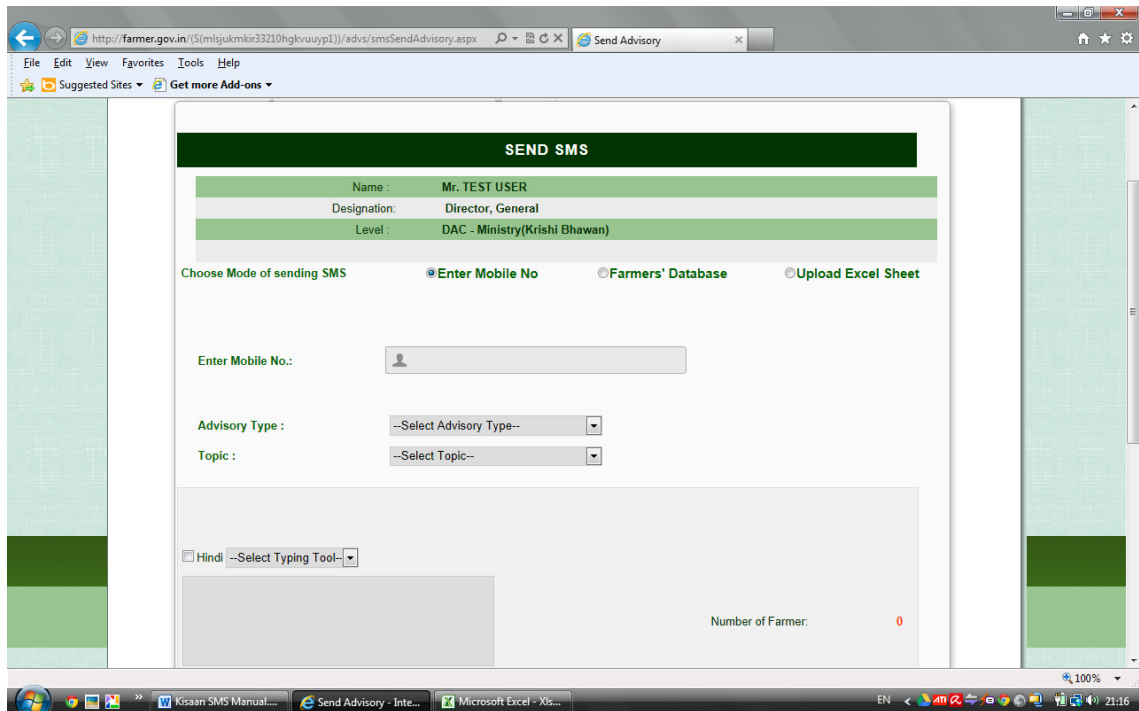 http://farmer.gov.in/(S(mlsjukmkir33210hgkvuuyp1))/advs/smsSendAdvisory.aspx
Send Advisory
File Edit View Favorites Tools Help
Suggested Sites Get more Add-ons
SEND SMS
Name : Mr. TEST USER
Designation: Director, General
Level : DAC - Ministry(Krishi Bhawan)
Choose Mode of sending SMS Enter Mobile No Farmers' Database Upload Excel Sheet
Enter Mobile No.:
Advisory Type : --Select Advisory Type--
Topic : --Select Topic--
Hindi --Select Typing Tool--
Number of Farmer: 0
100%
Kisaan SMS Manual.... Send Advisory - Inte... Microsoft Excel - Xls... EN 21:16